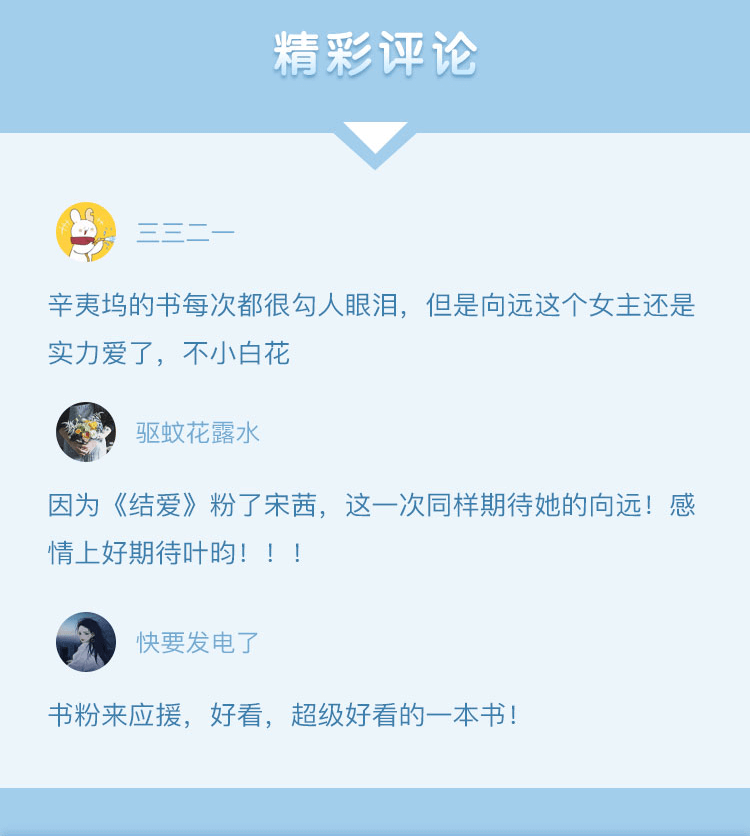 精彩评论
三三二一
辛夷坞的书每次都很勾人眼泪，但是向远这个女主还是
实力爱了，不小白花
驱蚊花露水
因为《结爱》粉了宋茜，这一次同样期待她的向远！感
情上好期待叶昀！！！
快要发电了
书粉来应援，好看，超级好看的一本书！